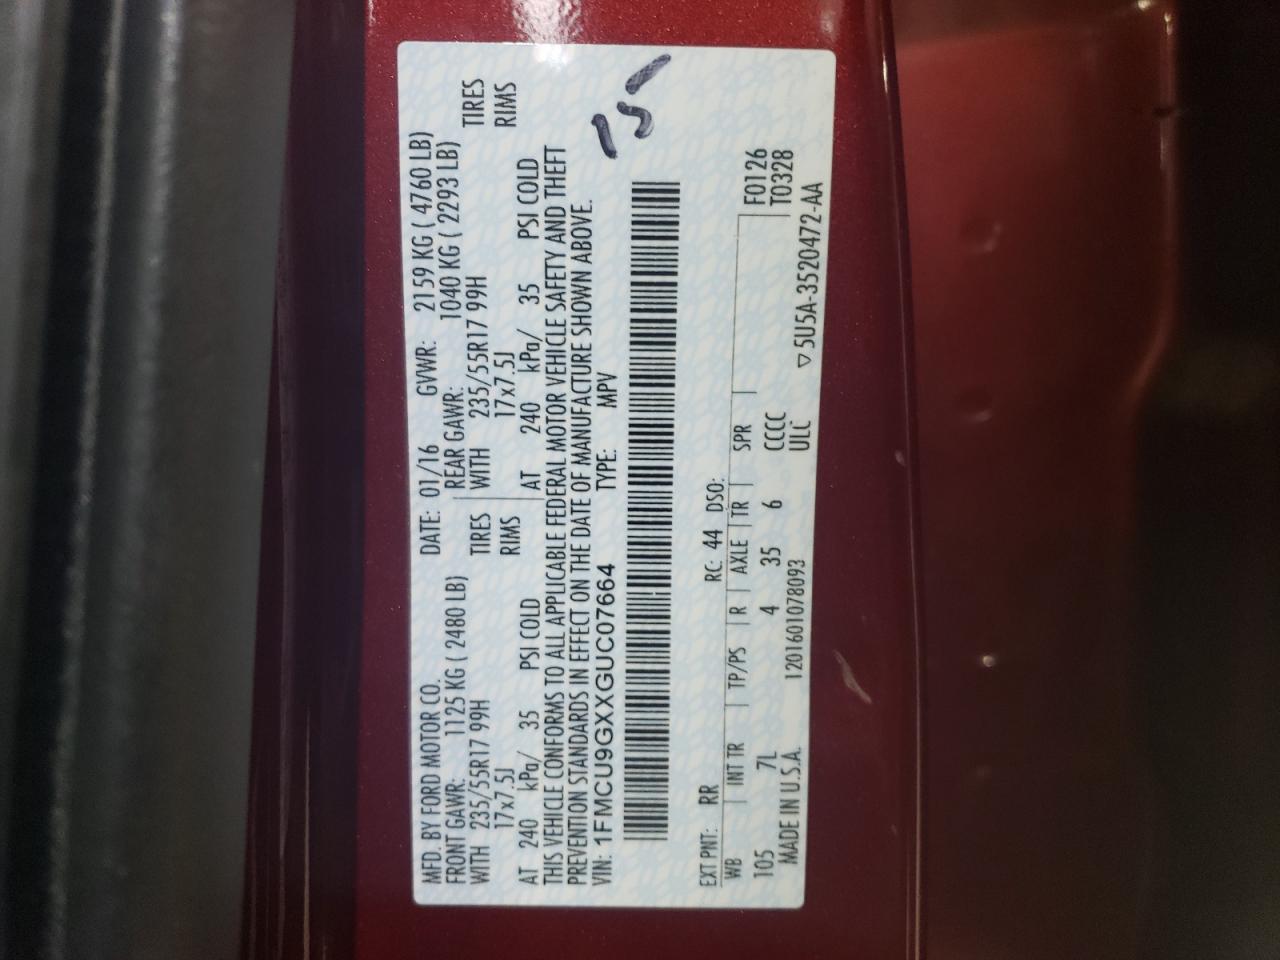 MFD. BY FORD MOTOR CO. DATE: 01/16 GVWR: 2159 KG ( 4760 LB)
FRONT GAWR: 1125 KG ( 2480 LB) REAR GAWR: 1040 KG ( 2293 LB)
WITH 235/55R17 99H TIRES WITH 235/55R17 99H TIRES
17x7.5J RIMS 17x7.5J RIMS
AT 240 kPa/ 35 PSI COLD AT 240 kPa/ 35 PSI COLD
THIS VEHICLE CONFORMS TO ALL APPLICABLE FEDERAL MOTOR VEHICLE SAFETY AND THEFT
PREVENTION STANDARDS IN EFFECT ON THE DATE OF MANUFACTURE SHOWN ABOVE.
VIN: 1FMCU9GXXGUC07664 TYPE: MPV
EXT PNT: RR RC: 44 DSO:
WB INT TR TP/PS R AXLE TR SPR F0126
105 7L 4 35 6 CCCC T0328
MADE IN U.S.A. 1201601078093 ULC
▽ 5U5A-3520472-AA